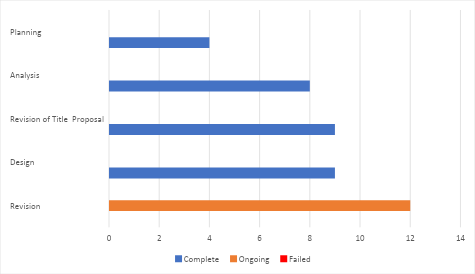 Planning
Analysis
Revision of Title Proposal
Design
Revision
0 2 4 6 8 10 12 14
Complete Ongoing Failed